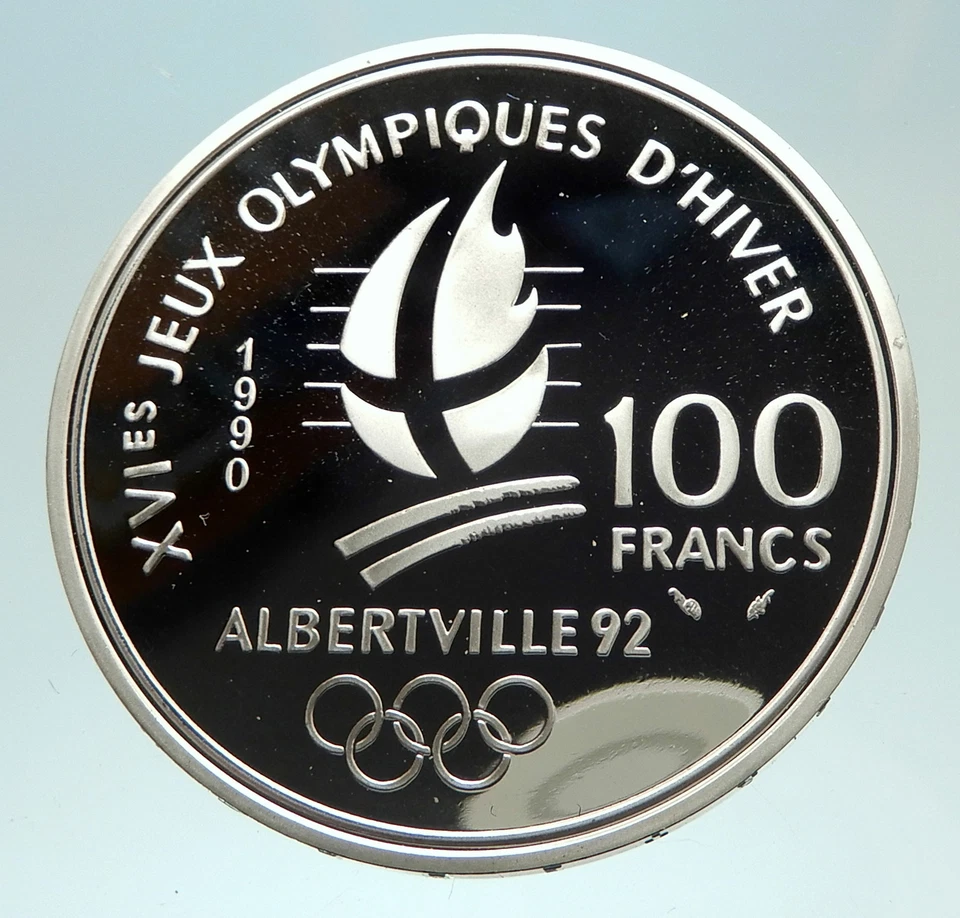 XVIES JEUX OLYMPIQUES D'HIVER
1990
100
FRANCS
ALBERTVILLE 92